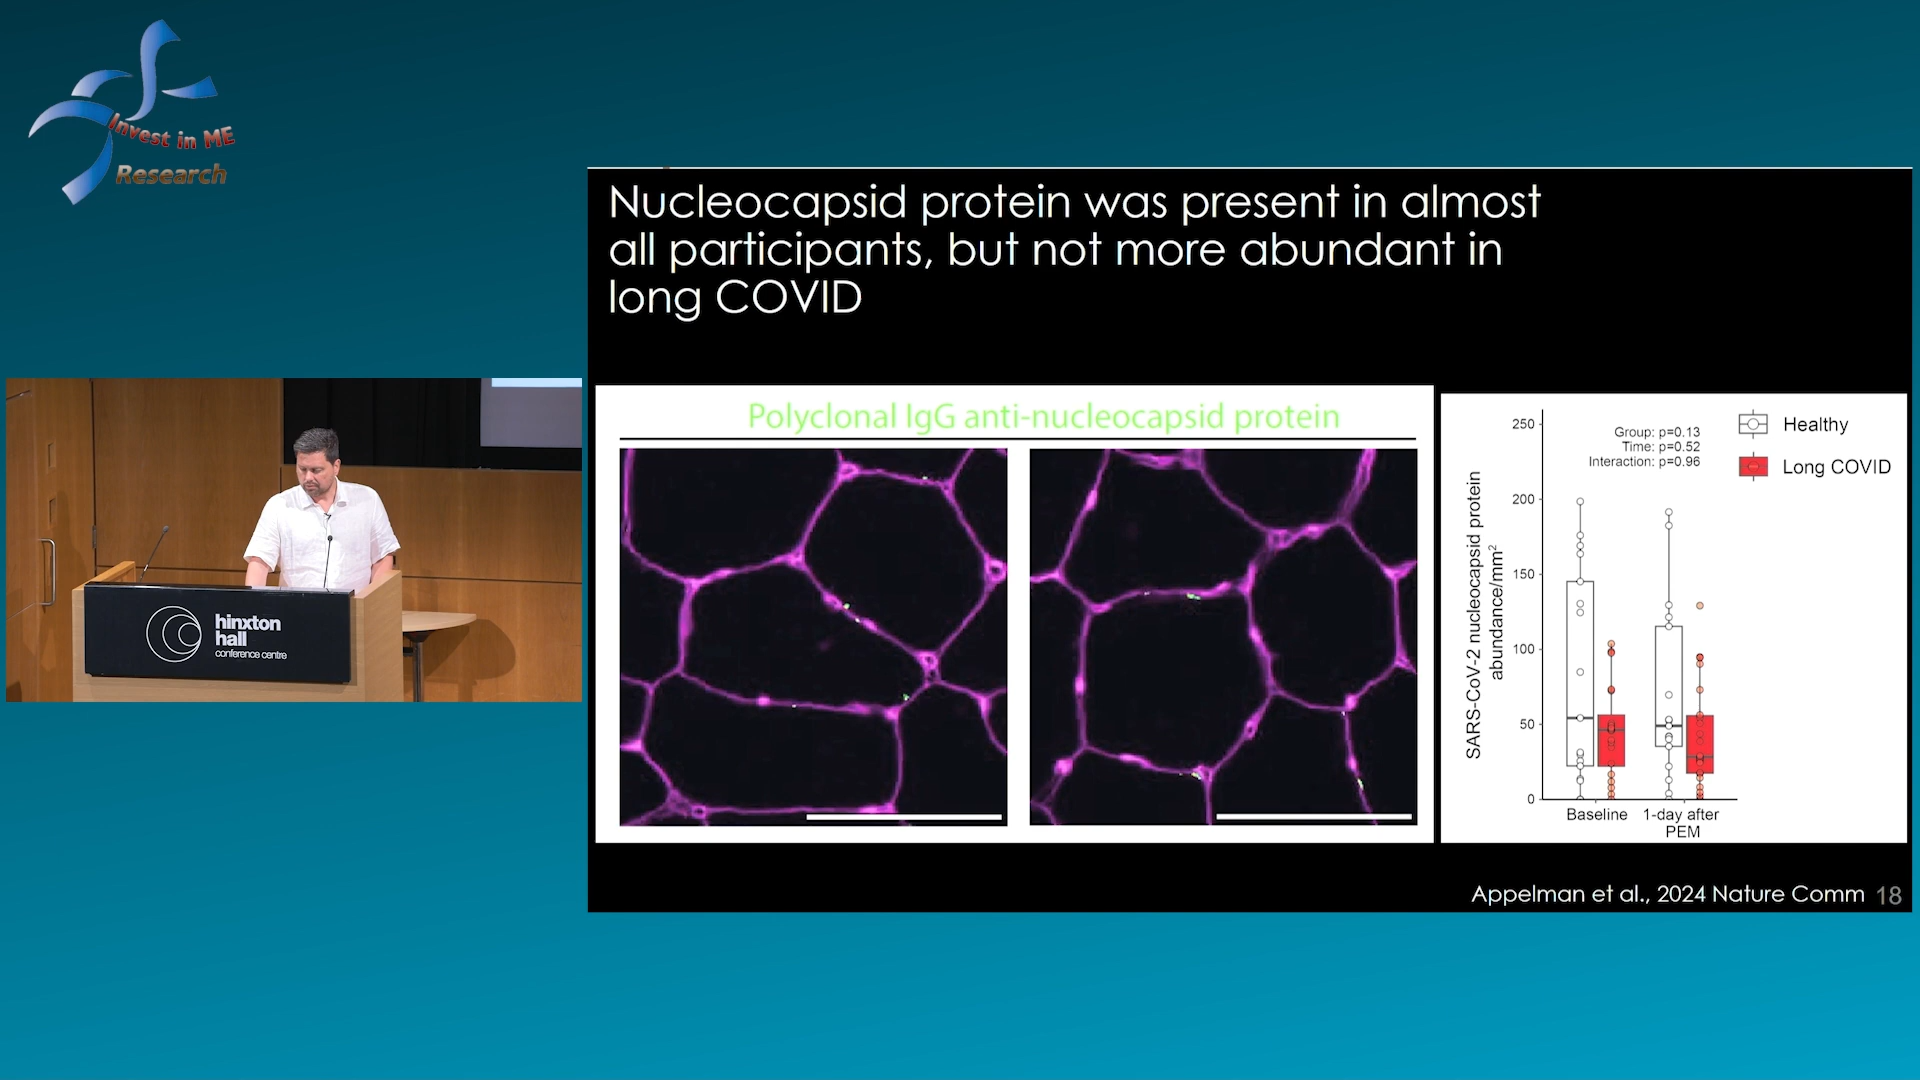 Invest in ME
Research
Nucleocapsid protein was present in almost
all participants, but not more abundant in
long COVID
Polyclonal IgG anti-nucleocapsid protein
SARS-CoV-2 nucleocapsid protein
abundance/mm²
250
200
150
100
50
0
Group: p=0.13
Time: p=0.52
Interaction: p=0.96
Healthy
Long COVID
Baseline
1-day after
PEM
hinxton
hall
conference centre
Appelman et al., 2024 Nature Comm 18